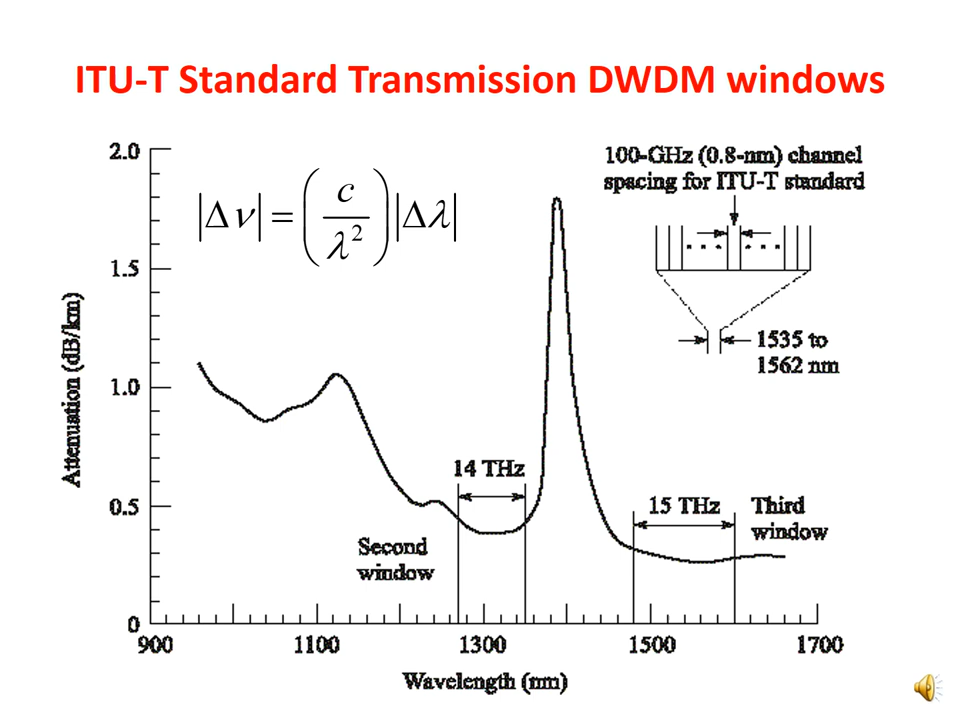 ITU-T Standard Transmission DWDM windows
2.0
1.5
1.0
0.5
0
Attenuation (dB/km)
|Δν| = (c/λ²)|Δλ|
100-GHz (0.8-nm) channel
spacing for ITU-T standard
1535 to
1562 nm
14 THz
Second
window
15 THz
Third
window
900
1100
1300
1500
1700
Wavelength (nm)